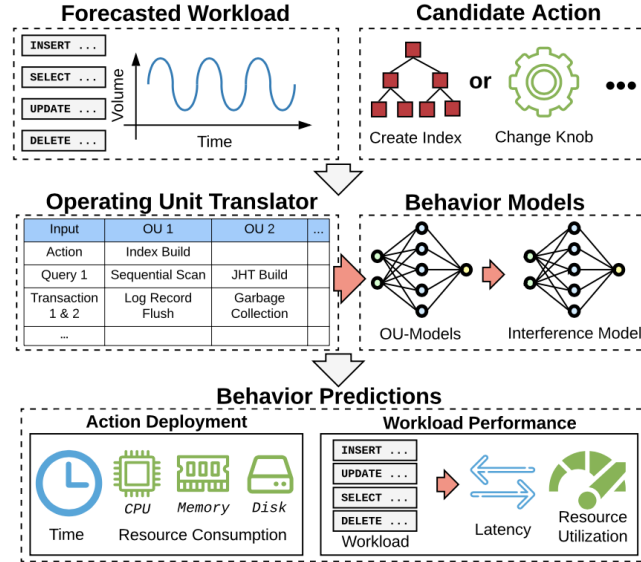 Forecasted Workload
INSERT ...
SELECT ...
UPDATE ...
DELETE ...
Volume
Time
Candidate Action
or
...
Create Index
Change Knob
Operating Unit Translator
Input OU 1 OU 2 ...
Action Index Build
Query 1 Sequential Scan JHT Build
Transaction 1 & 2 Log Record Flush Garbage Collection
...
Behavior Models
OU-Models
Interference Model
Behavior Predictions
Action Deployment
Time
CPU
Memory
Disk
Resource Consumption
Workload Performance
INSERT ...
UPDATE ...
SELECT ...
DELETE ...
Workload
Latency
Resource
Utilization